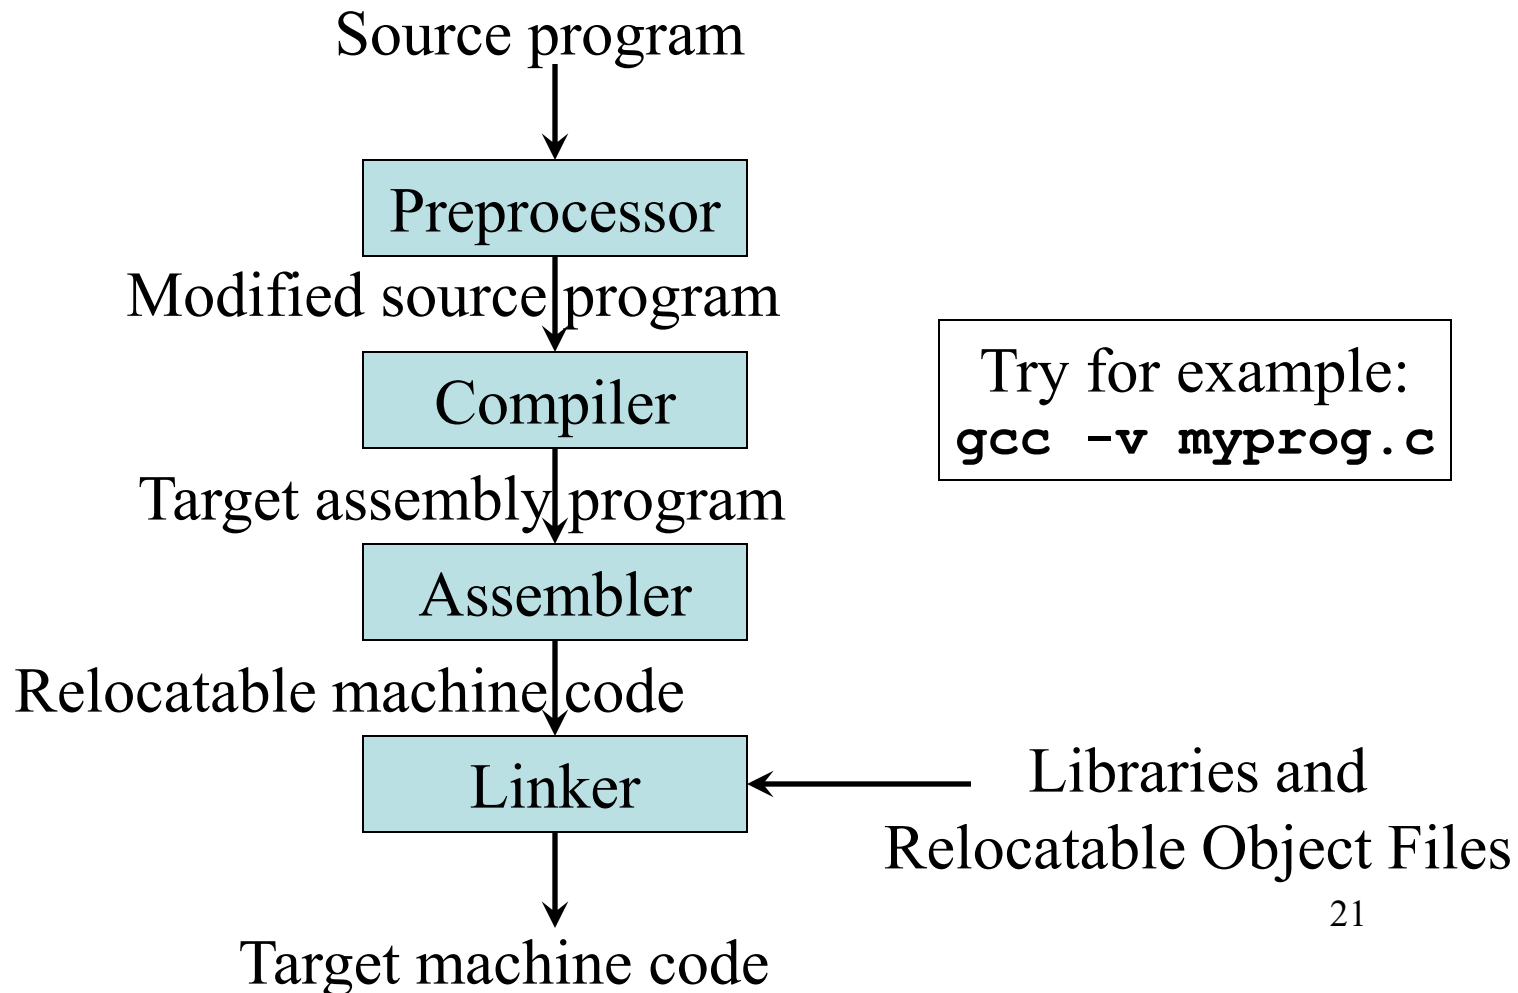 Source program
Preprocessor
Modified source program
Compiler
Try for example:
gcc -v myprog.c
Target assembly program
Assembler
Relocatable machine code
Linker
Libraries and
Relocatable Object Files
21
Target machine code